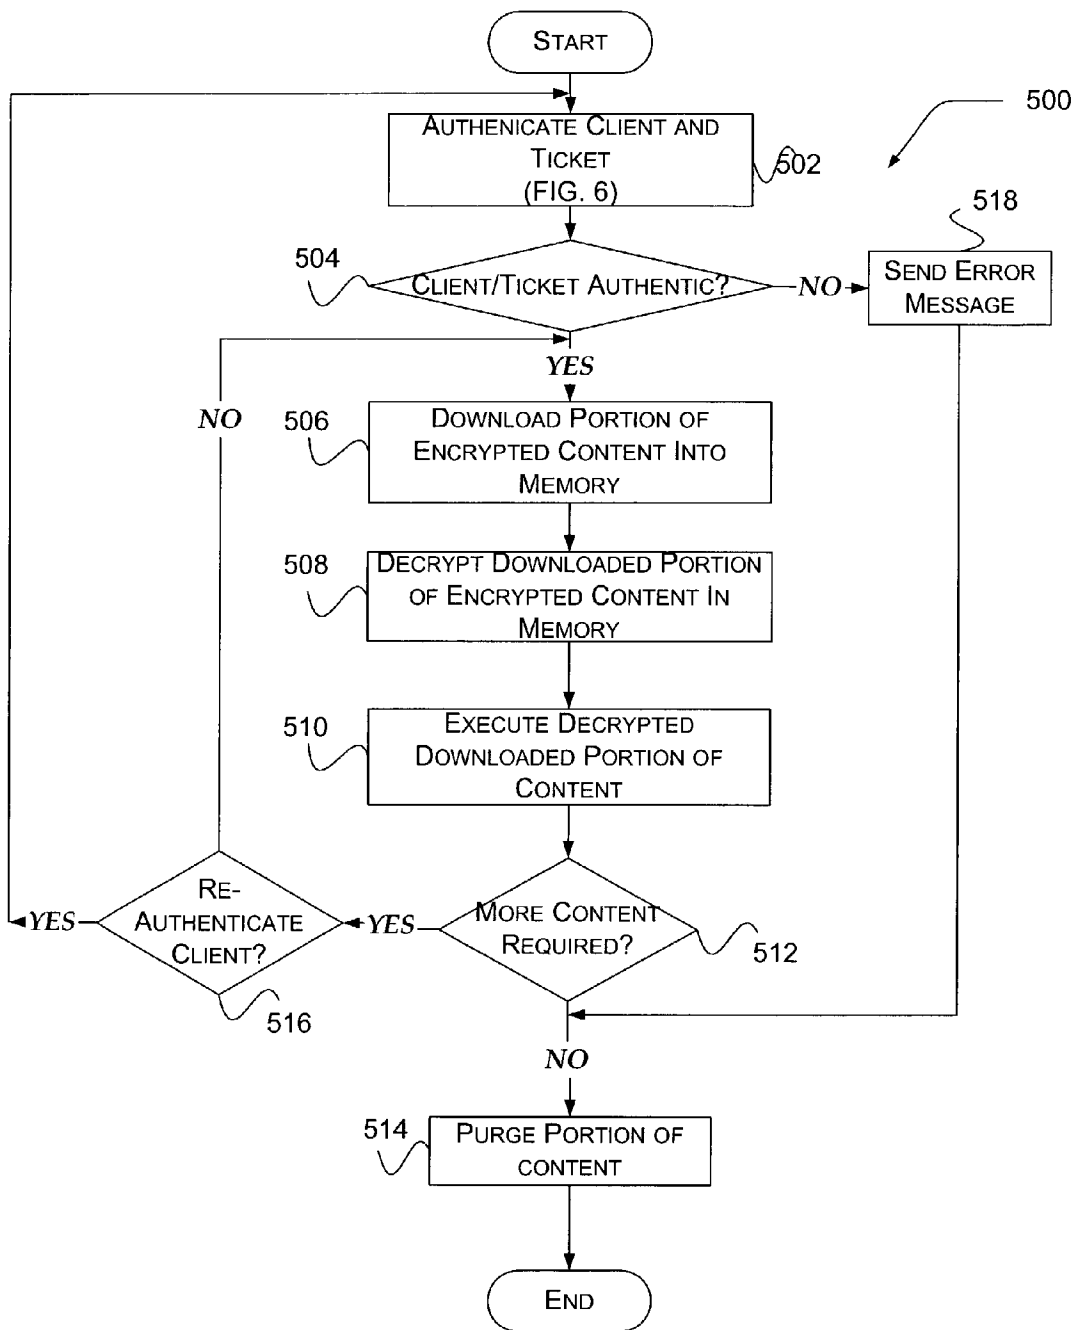 START
500
AUTHENICATE CLIENT AND
TICKET
(FIG. 6)
502
518
504
CLIENT/TICKET AUTHENTIC?
NO
SEND ERROR
MESSAGE
YES
NO
506
DOWNLOAD PORTION OF
ENCRYPTED CONTENT INTO
MEMORY
508
DECRYPT DOWNLOADED PORTION
OF ENCRYPTED CONTENT IN
MEMORY
510
EXECUTE DECRYPTED
DOWNLOADED PORTION OF
CONTENT
YES
RE-
AUTHENTICATE
CLIENT?
YES
MORE CONTENT
REQUIRED?
512
516
NO
514
PURGE PORTION OF
CONTENT
END